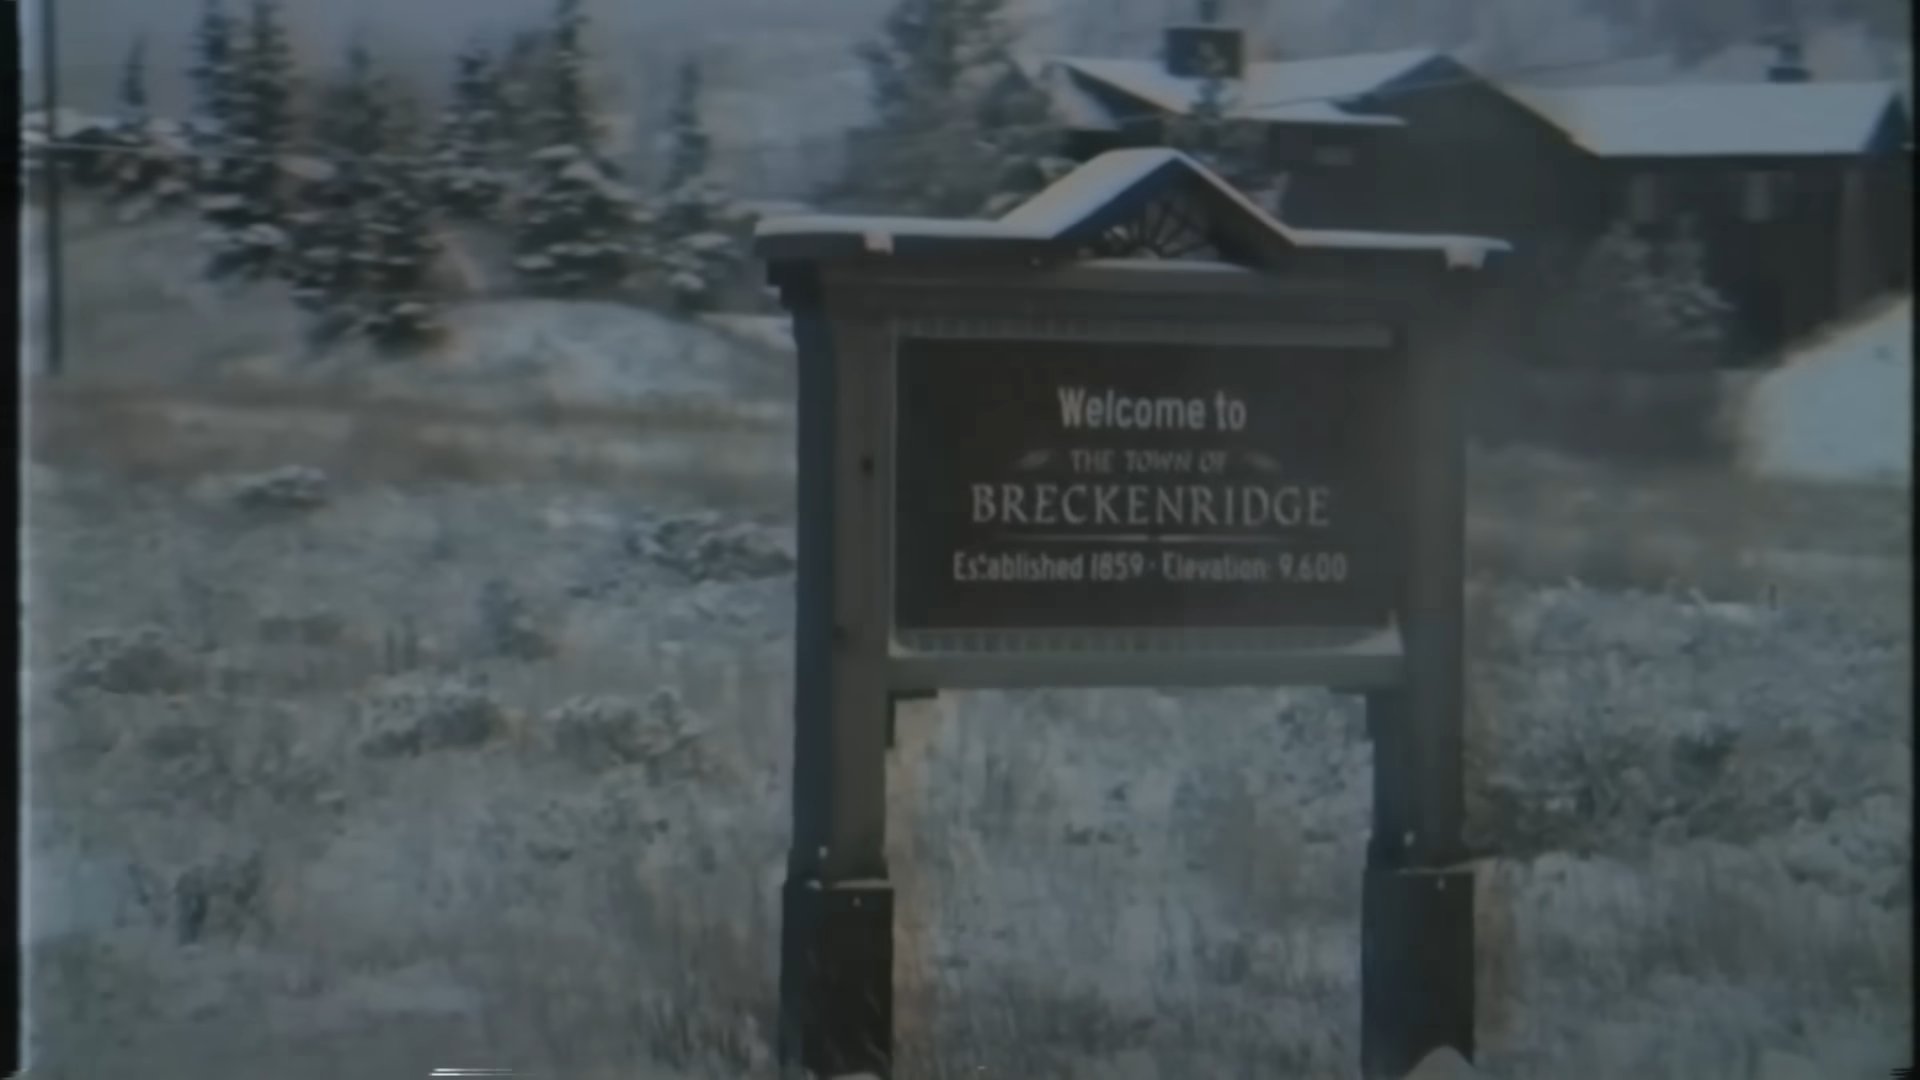 Welcome to
THE TOWN OF
BRECKENRIDGE
Established 1859 · Elevation: 9,600